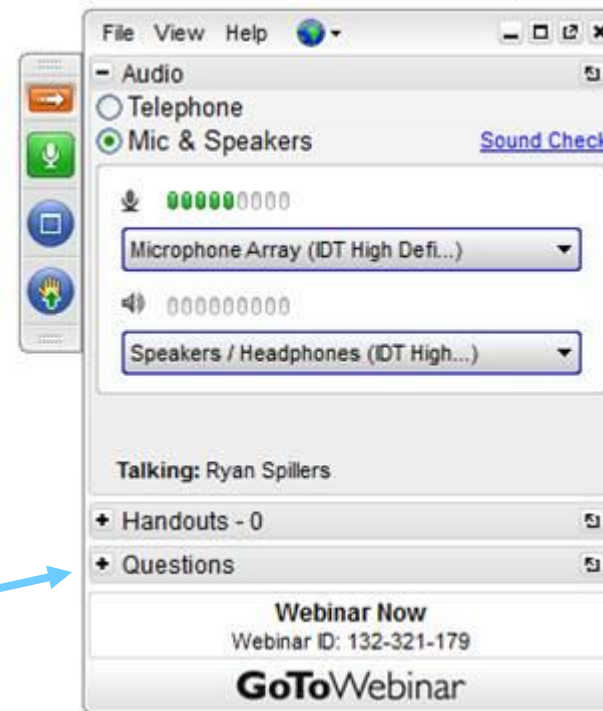 File View Help
- Audio
Telephone
Mic & Speakers Sound Check
Microphone Array (IDT High Defi...)
Speakers / Headphones (IDT High...)
Talking: Ryan Spillers
+ Handouts - 0
+ Questions
Webinar Now
Webinar ID: 132-321-179
GoToWebinar